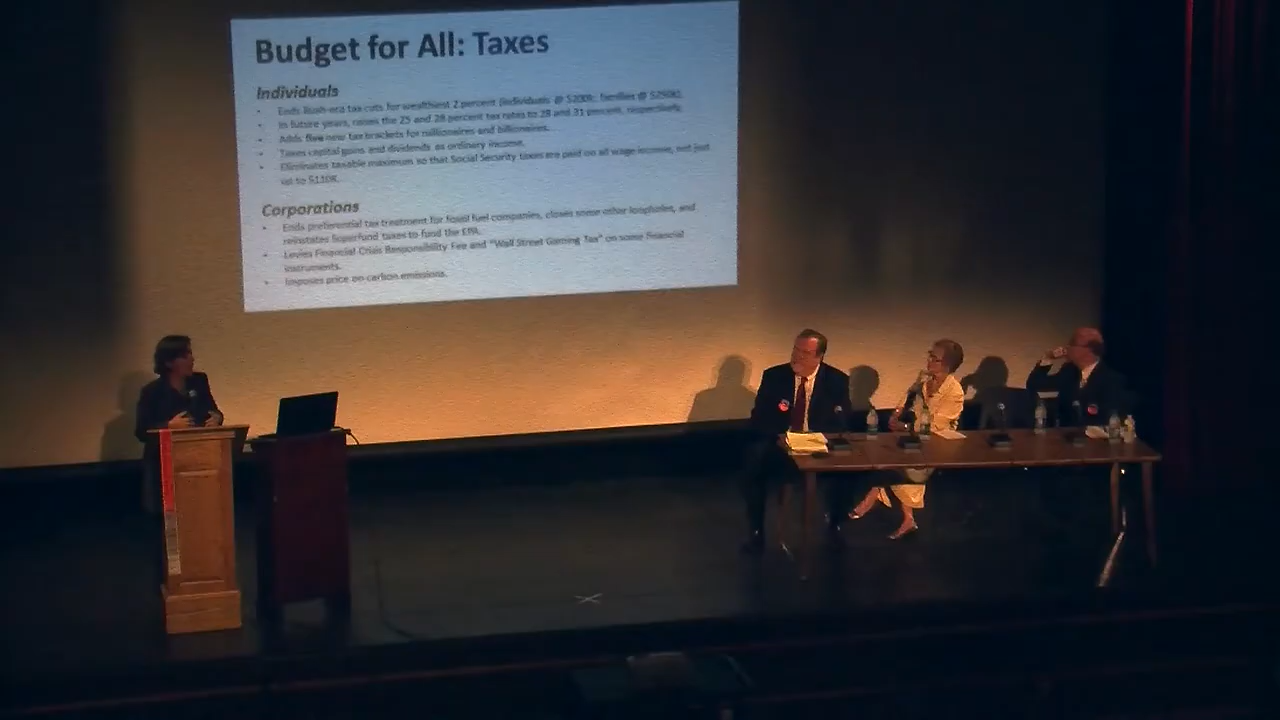 Budget for All: Taxes
Individuals
• Ends Bush-era tax cuts for wealthiest 2 percent (individuals @ $200K; families @ $250K).
• In future years, raises the 25 and 28 percent tax rates to 28 and 31 percent, respectively.
• Adds five new tax brackets for millionaires and billionaires.
• Taxes capital gains and dividends as ordinary income.
• Eliminates taxable maximum so that Social Security taxes are paid on all wage income, not just
up to $110K.
Corporations
• Ends preferential tax treatment for fossil fuel companies, closes some other loopholes, and
reinstates Superfund taxes to fund the EPA.
• Levies Financial Crisis Responsibility Fee and "Wall Street Gaming Tax" on some financial
instruments.
• Imposes price on carbon emissions.